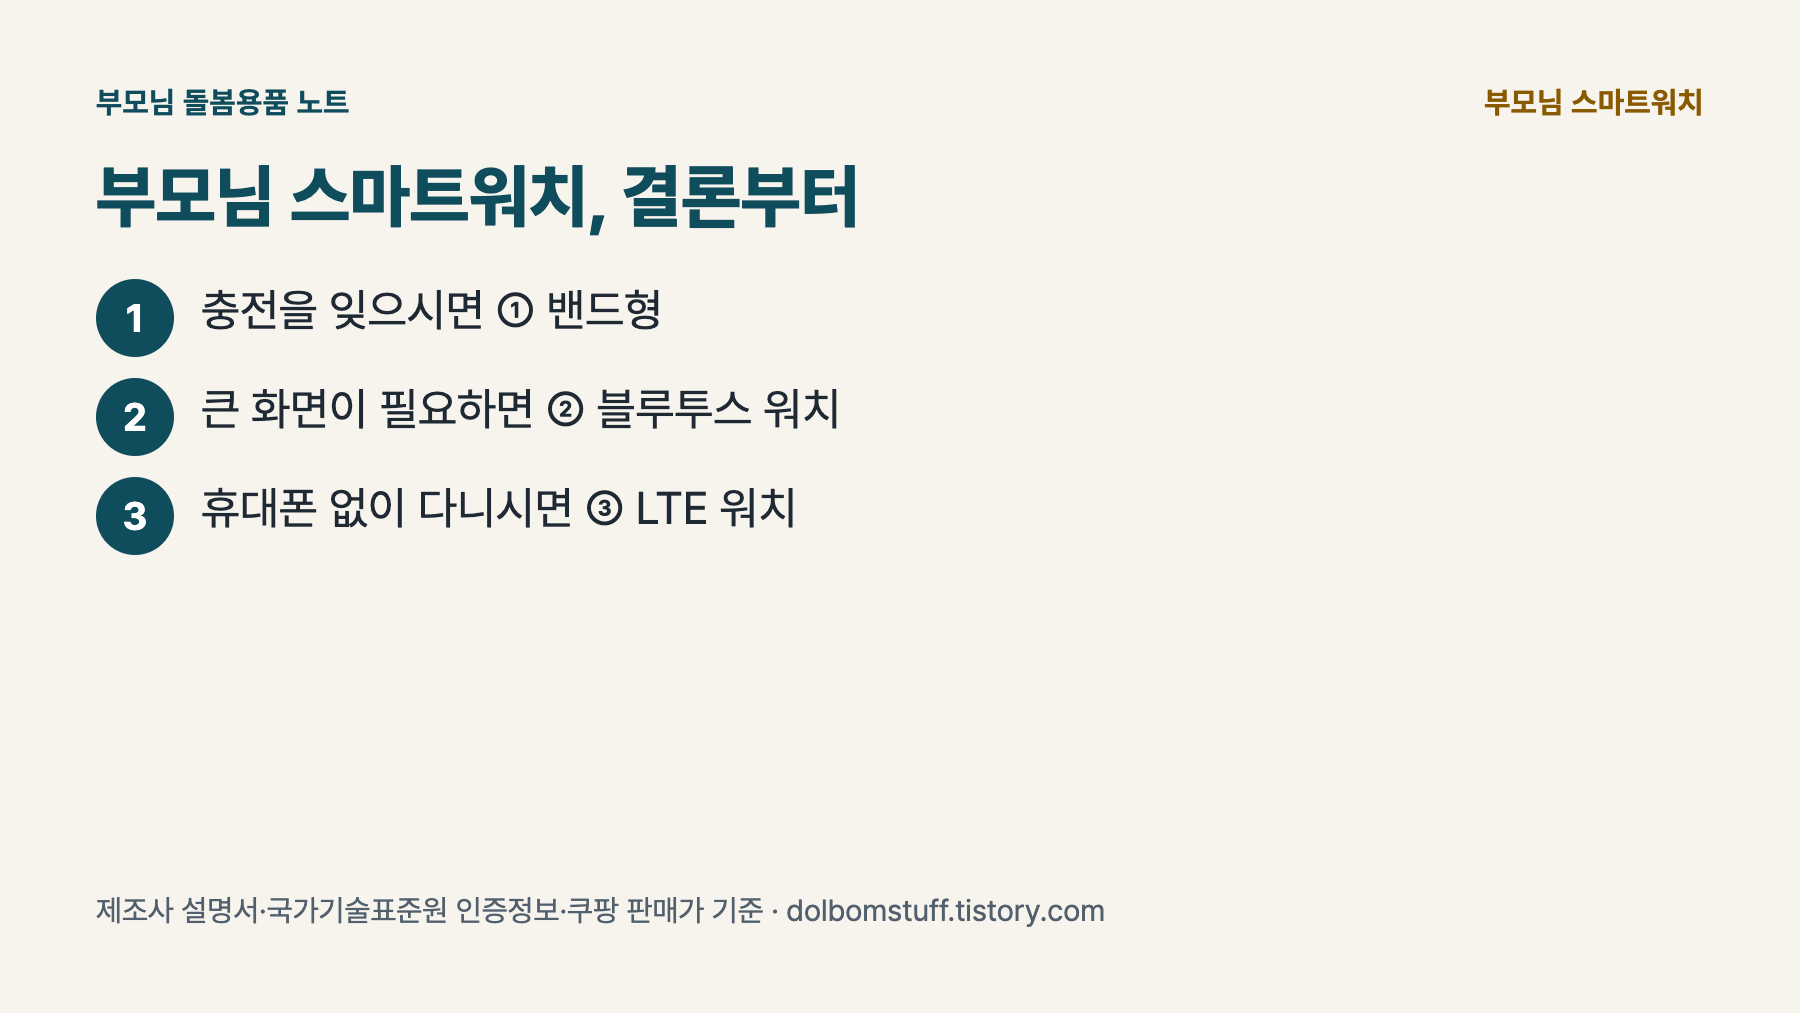 부모님 돌봄용품 노트
부모님 스마트워치
부모님 스마트워치, 결론부터
1 충전을 잊으시면 ① 밴드형
2 큰 화면이 필요하면 ② 블루투스 워치
3 휴대폰 없이 다니시면 ③ LTE 워치
제조사 설명서·국가기술표준원 인증정보·쿠팡 판매가 기준 · dolbomstuff.tistory.com